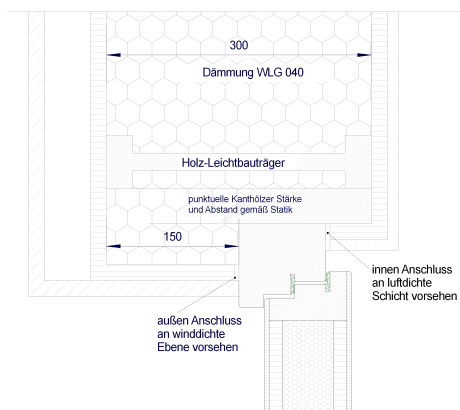 300
Dämmung WLG 040
Holz-Leichtbauträger
punktuelle Kanthölzer Stärke
und Abstand gemäß Statik
150
innen Anschluss
an luftdichte
Schicht vorsehen
außen Anschluss
an winddichte
Ebene vorsehen